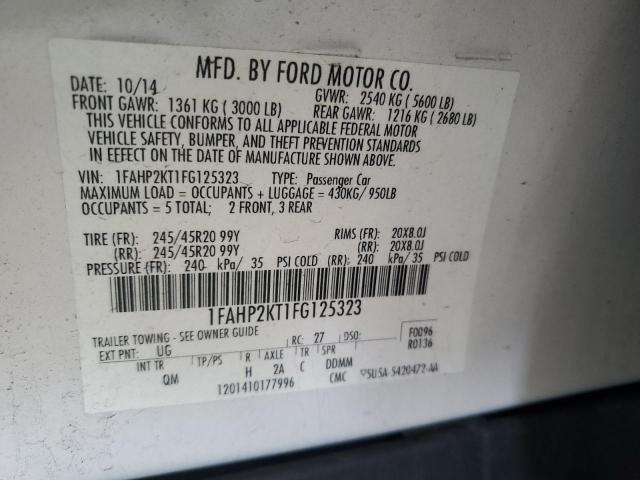 MFD. BY FORD MOTOR CO.
DATE: 10/14 GVWR: 2540 KG ( 5600 LB)
FRONT GAWR: 1361 KG ( 3000 LB) REAR GAWR: 1216 KG ( 2680 LB)
THIS VEHICLE CONFORMS TO ALL APPLICABLE FEDERAL MOTOR
VEHICLE SAFETY, BUMPER, AND THEFT PREVENTION STANDARDS
IN EFFECT ON THE DATE OF MANUFACTURE SHOWN ABOVE.
VIN: 1FAHP2KT1FG125323 TYPE: Passenger Car
MAXIMUM LOAD = OCCUPANTS + LUGGAGE = 430KG/ 950LB
OCCUPANTS = 5 TOTAL; 2 FRONT, 3 REAR
TIRE (FR): 245/45R20 99Y RIMS (FR): 20X8.0J
(RR): 245/45R20 99Y (RR): 20X8.0J
PRESSURE (FR): 240 kPa/ 35 PSI COLD (RR): 240 kPa/ 35 PSI COLD
1FAHP2KT1FG125323
TRAILER TOWING - SEE OWNER GUIDE RC: 27 DSO: F0096
EXT PNT: UG R0136
INT TR TP/PS R AXLE TR SPR
QM H 2A C DDMM
1201410177996 CMC 5U5A-5420472-AA